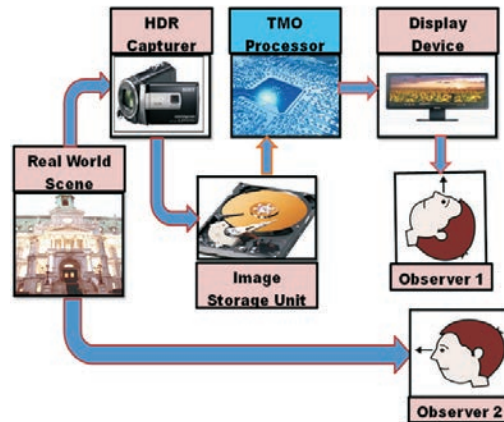 HDR
Capturer
TMO
Processor
Display
Device
Real World
Scene
Image
Storage Unit
Observer 1
Observer 2